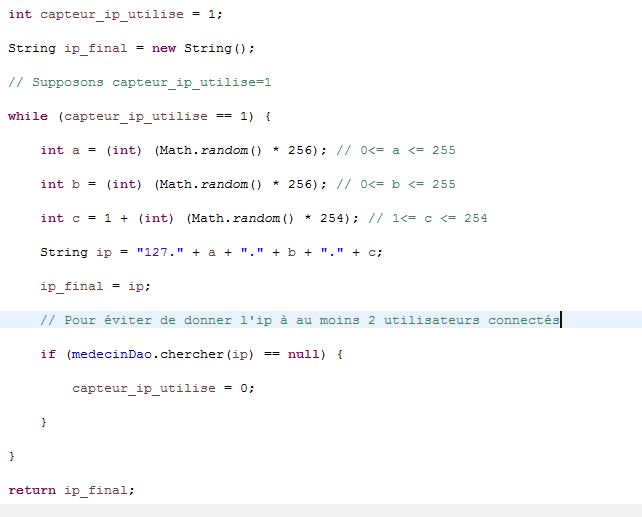 int capteur_ip_utilise = 1;
String ip_final = new String();
// Supposons capteur_ip_utilise=1
while (capteur_ip_utilise == 1) {
int a = (int) (Math.random() * 256); // 0<= a <= 255
int b = (int) (Math.random() * 256); // 0<= b <= 255
int c = 1 + (int) (Math.random() * 254); // 1<= c <= 254
String ip = "127." + a + "." + b + "." + c;
ip_final = ip;
// Pour éviter de donner l'ip à au moins 2 utilisateurs connectés
if (medecinDao.chercher(ip) == null) {
capteur_ip_utilise = 0;
}
}
return ip_final;